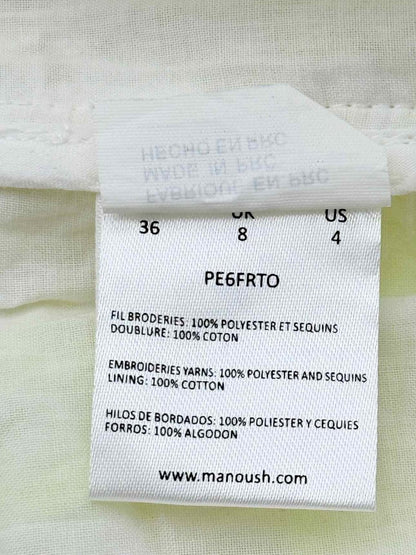 HECHO EN PRC
MADE IN PRC
FABRIQUE EN PRC
UK US
36 8 4
PE6FRTO
FIL BRODERIES: 100% POLYESTER ET SEQUINS
DOUBLURE: 100% COTON
EMBROIDERIES YARNS: 100% POLYESTER AND SEQUINS
LINING: 100% COTTON
HILOS DE BORDADOS: 100% POLIESTER Y CEQUIES
FORROS: 100% ALGODON
www.manoush.com